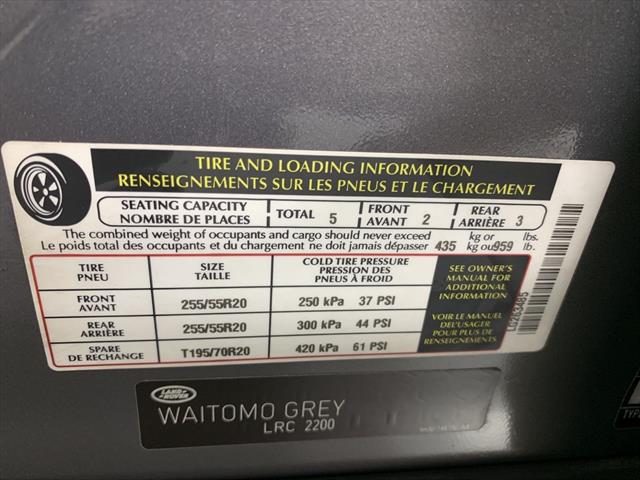 TIRE AND LOADING INFORMATION
RENSEIGNEMENTS SUR LES PNEUS ET LE CHARGEMENT
SEATING CAPACITY
NOMBRE DE PLACES
TOTAL 5
FRONT
AVANT 2
REAR
ARRIÈRE 3
The combined weight of occupants and cargo should never exceed
Le poids total des occupants et du chargement ne doit jamais dépasser
435 kg or
kg ou
959 lbs.
lb.
TIRE
PNEU
SIZE
TAILLE
COLD TIRE PRESSURE
PRESSION DES
PNEUS À FROID
FRONT
AVANT
255/55R20
250 kPa 37 PSI
REAR
ARRIÈRE
255/55R20
300 kPa 44 PSI
SPARE
DE RECHANGE
T195/70R20
420 kPa 61 PSI
SEE OWNER'S
MANUAL FOR
ADDITIONAL
INFORMATION
VOIR LE MANUEL
DEL'USAGER
POUR PLUS DE
RENSEIGNEMENTS
LAND ROVER
WAITOMO GREY
LRC 2200